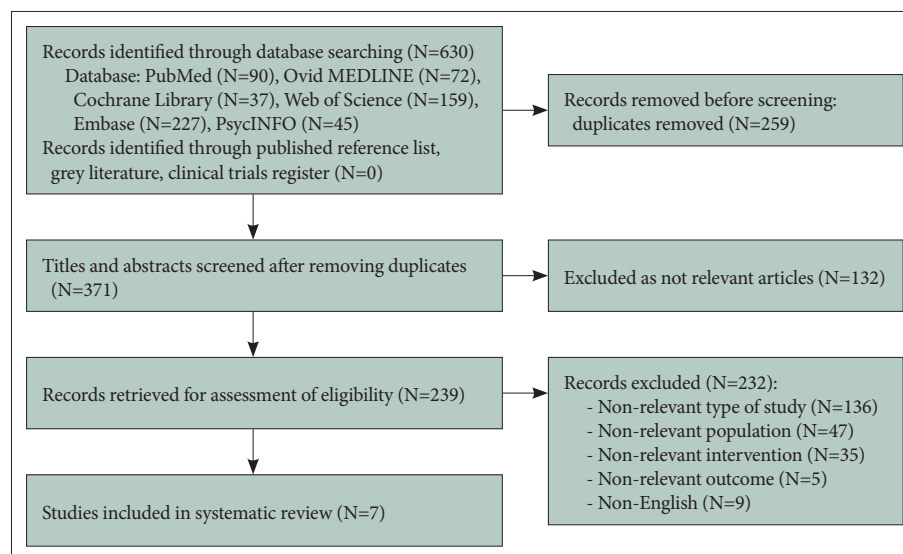 Records identified through database searching (N=630)
Database: PubMed (N=90), Ovid MEDLINE (N=72),
Cochrane Library (N=37), Web of Science (N=159),
Embase (N=227), PsycINFO (N=45)
Records identified through published reference list,
grey literature, clinical trials register (N=0)
Records removed before screening:
duplicates removed (N=259)
Titles and abstracts screened after removing duplicates
(N=371)
Excluded as not relevant articles (N=132)
Records retrieved for assessment of eligibility (N=239)
Records excluded (N=232):
- Non-relevant type of study (N=136)
- Non-relevant population (N=47)
- Non-relevant intervention (N=35)
- Non-relevant outcome (N=5)
- Non-English (N=9)
Studies included in systematic review (N=7)